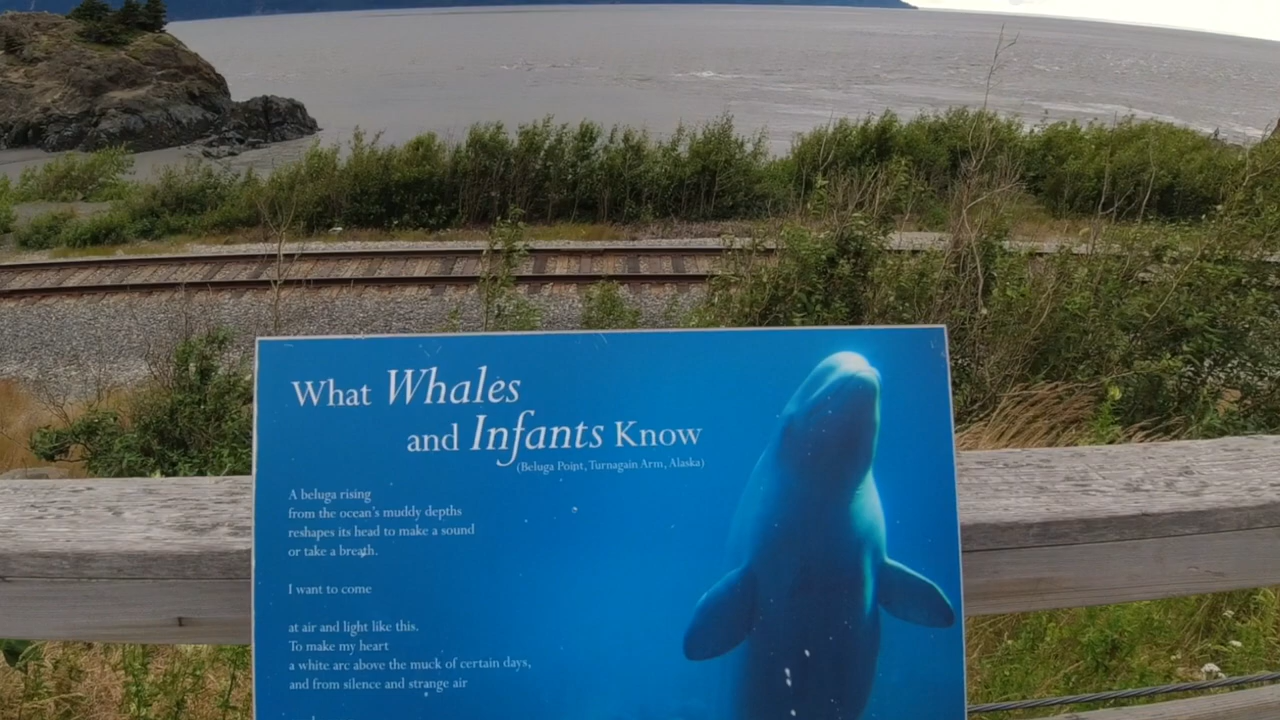 What Whales
and Infants Know
(Beluga Point, Turnagain Arm, Alaska)
A beluga rising
from the ocean's muddy depths
reshapes its head to make a sound
or take a breath.
I want to come
at air and light like this.
To make my heart
a white arc above the muck of certain days,
and from silence and strange air